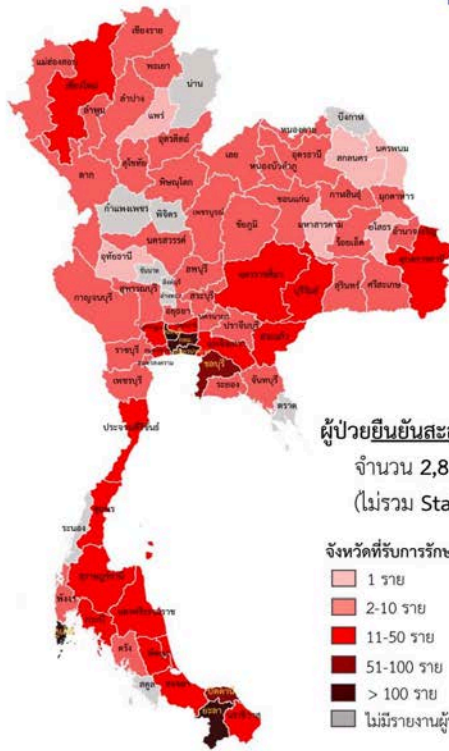 เชียงราย
แม่ฮ่องสอน
พะเยา
น่าน
เชียงใหม่
ลำปาง
ลำพูน
แพร่
อุตรดิตถ์
บึงกาฬ
หนองคาย
เลย
อุดรธานี
นครพนม
สกลนคร
หนองบัวลำภู
สุโขทัย
ตาก
พิษณุโลก
ขอนแก่น
กาฬสินธุ์
มุกดาหาร
กำแพงเพชร
พิจิตร
เพชรบูรณ์
ชัยภูมิ
มหาสารคาม
ร้อยเอ็ด
ยโสธร
อำนาจเจริญ
นครสวรรค์
อุทัยธานี
ชัยนาท
ลพบุรี
นครราชสีมา
บุรีรัมย์
สุรินทร์
ศรีสะเกษ
อุบลราชธานี
กาญจนบุรี
สุพรรณบุรี
สระบุรี
อยุธยา
นครนายก
ปราจีนบุรี
สระแก้ว
ราชบุรี
ชลบุรี
เพชรบุรี
ระยอง
จันทบุรี
ตราด
ประจวบคีรีขันธ์
ผู้ป่วยยืนยันสะ
จำนวน 2,8
(ไม่รวม Sta
ระนอง
จังหวัดที่รับการรักษ
1 ราย
2-10 ราย
11-50 ราย
51-100 ราย
> 100 ราย
ไม่มีรายงานผู้
สุราษฎร์ธานี
พังงา
นครศรีธรรมราช
กระบี่
ตรัง
พัทลุง
สตูล
สงขลา
ปัตตานี
ยะลา
นราธิวาส